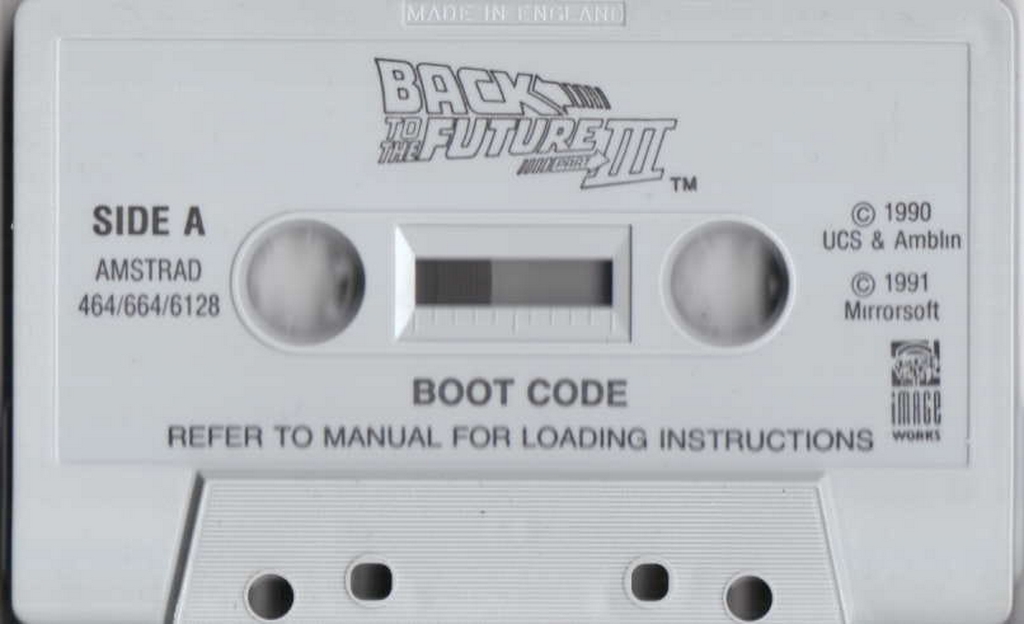 MADE IN ENGLAND
BACK
TO THE FUTURE
PART III
TM
SIDE A
AMSTRAD
464/664/6128
© 1990
UCS & Amblin
© 1991
Mirrorsoft
IMAGE
WORKS
BOOT CODE
REFER TO MANUAL FOR LOADING INSTRUCTIONS